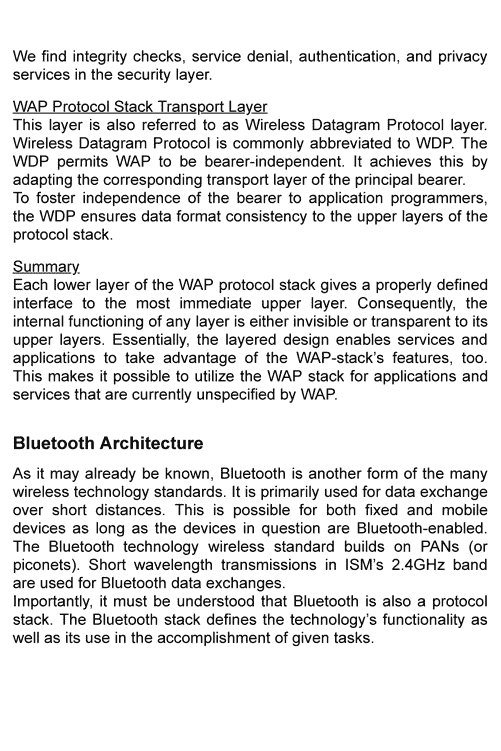 We find integrity checks, service denial, authentication, and privacy
services in the security layer.
WAP Protocol Stack Transport Layer
This layer is also referred to as Wireless Datagram Protocol layer.
Wireless Datagram Protocol is commonly abbreviated to WDP. The
WDP permits WAP to be bearer-independent. It achieves this by
adapting the corresponding transport layer of the principal bearer.
To foster independence of the bearer to application programmers,
the WDP ensures data format consistency to the upper layers of the
protocol stack.
Summary
Each lower layer of the WAP protocol stack gives a properly defined
interface to the most immediate upper layer. Consequently, the
internal functioning of any layer is either invisible or transparent to its
upper layers. Essentially, the layered design enables services and
applications to take advantage of the WAP-stack's features, too.
This makes it possible to utilize the WAP stack for applications and
services that are currently unspecified by WAP.
Bluetooth Architecture
As it may already be known, Bluetooth is another form of the many
wireless technology standards. It is primarily used for data exchange
over short distances. This is possible for both fixed and mobile
devices as long as the devices in question are Bluetooth-enabled.
The Bluetooth technology wireless standard builds on PANs (or
piconets). Short wavelength transmissions in ISM's 2.4GHz band
are used for Bluetooth data exchanges.
Importantly, it must be understood that Bluetooth is also a protocol
stack. The Bluetooth stack defines the technology's functionality as
well as its use in the accomplishment of given tasks.